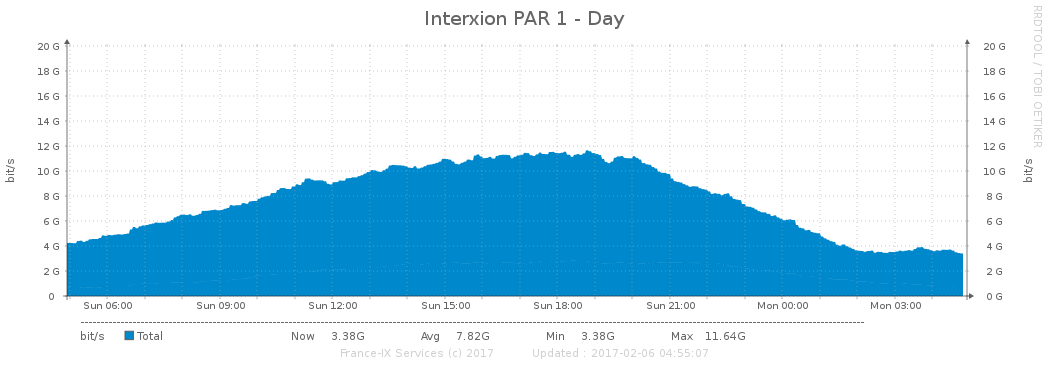 Interxion PAR 1 - Day
RRDTOOL / TOBI OETIKER
20 G 20 G
18 G 18 G
16 G 16 G
14 G 14 G
12 G 12 G
10 G 10 G
8 G 8 G
6 G 6 G
4 G 4 G
2 G 2 G
0 0 G
bit/s
bit/s
Sun 06:00 Sun 09:00 Sun 12:00 Sun 15:00 Sun 18:00 Sun 21:00 Mon 00:00 Mon 03:00
bit/s Total Now 3.38G Avg 7.82G Min 3.38G Max 11.64G
France-IX Services (c) 2017 Updated : 2017-02-06 04:55:07